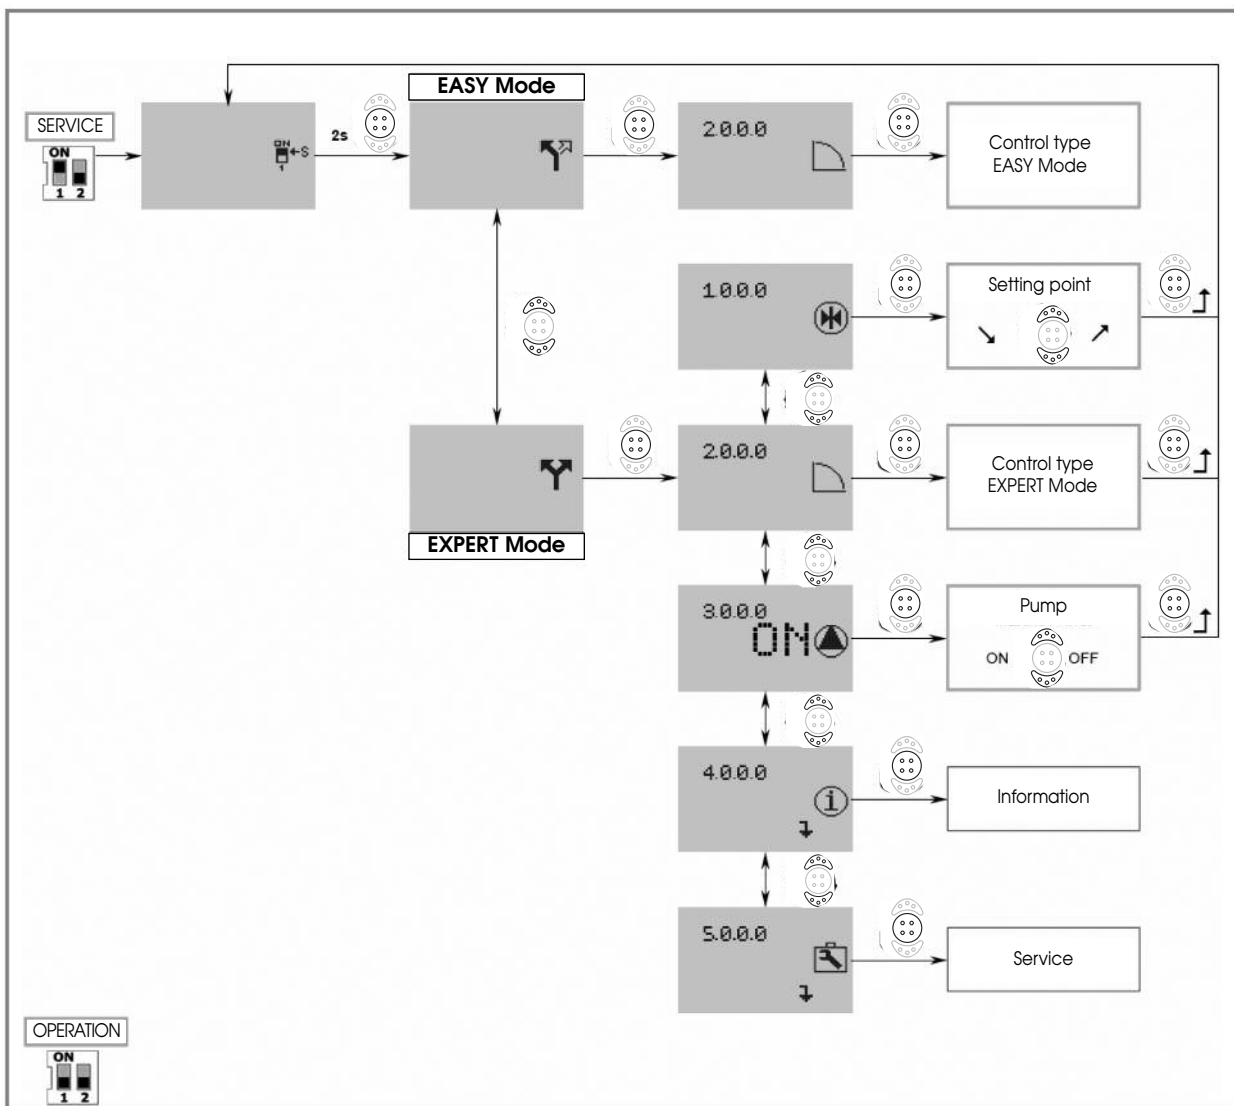 EASY Mode
SERVICE
ON
1 2
ON
S
1
2s
2.0.0.0
Control type
EASY Mode
1.0.0.0
Setting point
2.0.0.0
Control type
EXPERT Mode
EXPERT Mode
3.0.0.0
ON
Pump
ON OFF
4.0.0.0
i
Information
5.0.0.0
Service
OPERATION
ON
1 2